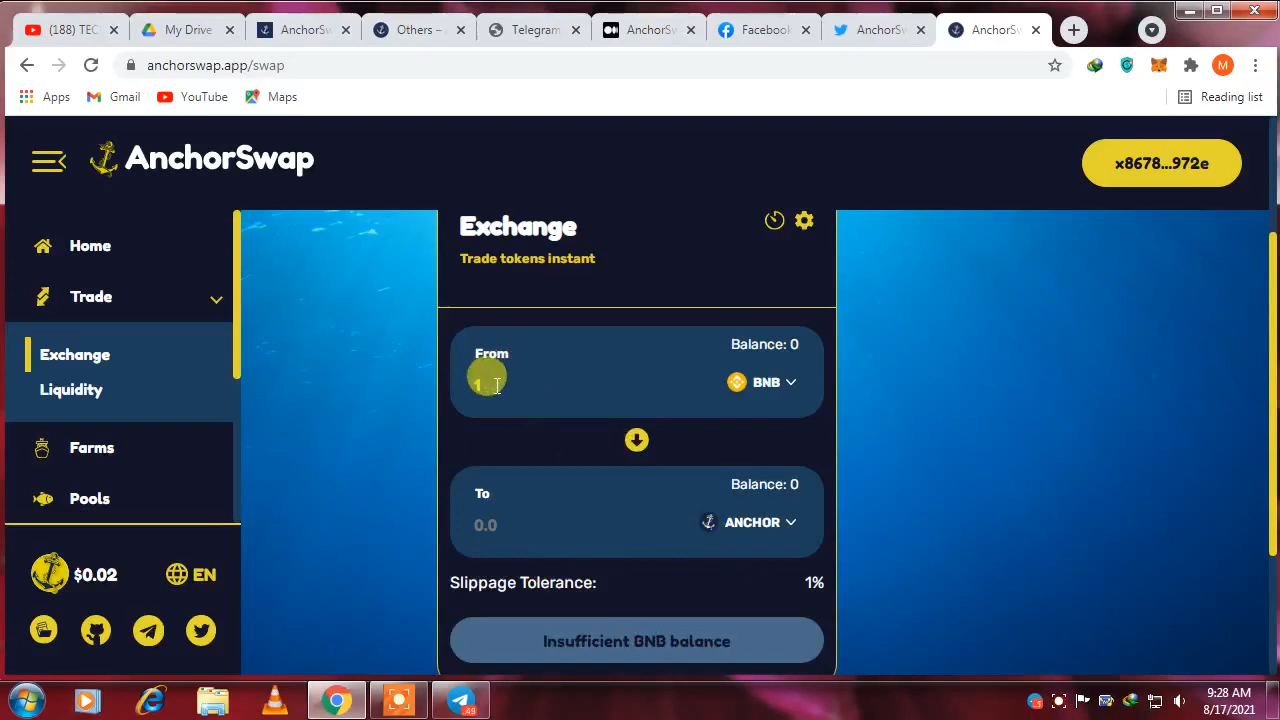 (188) TEC
My Drive
AnchorSw
Others –
Telegram
AnchorSw
Facebook
AnchorSw
AnchorSw
anchorswap.app/swap
M
Apps
Gmail
YouTube
Maps
Reading list
AnchorSwap
x8678...972e
Home
Trade
Exchange
Liquidity
Farms
Pools
$0.02
EN
Exchange
Trade tokens instant
From
Balance: 0
1
BNB
To
Balance: 0
0.0
ANCHOR
Slippage Tolerance:
1%
Insufficient BNB balance
49
9:28 AM
8/17/2021